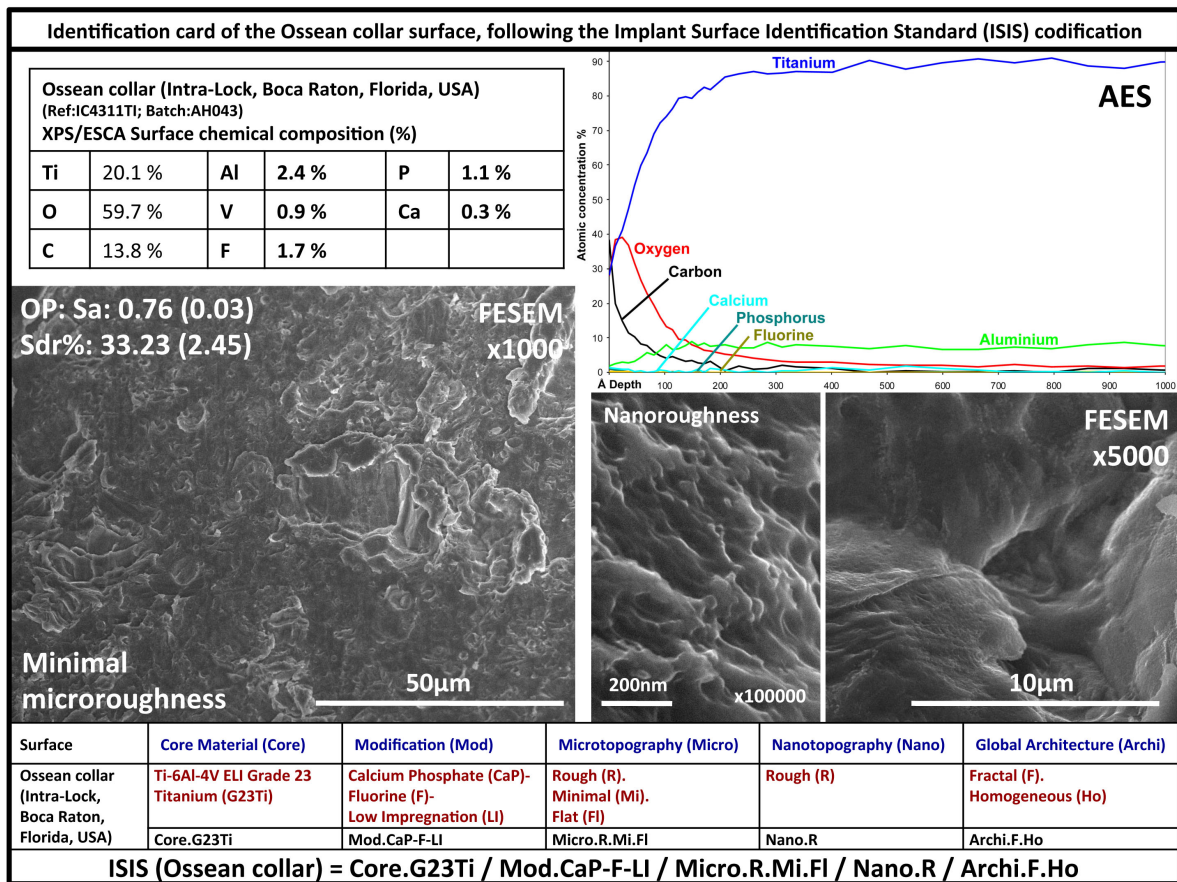 Identification card of the Ossean collar surface, following the Implant Surface Identification Standard (ISIS) codification
Ossean collar (Intra-Lock, Boca Raton, Florida, USA)
(Ref:IC4311TI; Batch:AH043)
XPS/ESCA Surface chemical composition (%)
Ti 20.1 % Al 2.4 % P 1.1 %
O 59.7 % V 0.9 % Ca 0.3 %
C 13.8 % F 1.7 %
AES
Atomic concentration %
90
80
70
60
50
40
30
20
10
0
Titanium
Oxygen
Carbon
Calcium
Phosphorus
Fluorine
Aluminium
Å Depth 100 200 300 400 500 600 700 800 900 1000
OP: Sa: 0.76 (0.03)
Sdr%: 33.23 (2.45)
FESEM
x1000
Minimal
microroughness
50µm
Nanoroughness
200nm
x100000
FESEM
x5000
10µm
Surface Core Material (Core) Modification (Mod) Microtopography (Micro) Nanotopography (Nano) Global Architecture (Archi)
Ossean collar
(Intra-Lock,
Boca Raton,
Florida, USA)
Ti-6Al-4V ELI Grade 23
Titanium (G23Ti)
Calcium Phosphate (CaP)-
Fluorine (F)-
Low Impregnation (LI)
Rough (R).
Minimal (Mi).
Flat (Fl)
Rough (R)
Fractal (F).
Homogeneous (Ho)
Core.G23Ti Mod.CaP-F-LI Micro.R.Mi.Fl Nano.R Archi.F.Ho
ISIS (Ossean collar) = Core.G23Ti / Mod.CaP-F-LI / Micro.R.Mi.Fl / Nano.R / Archi.F.Ho